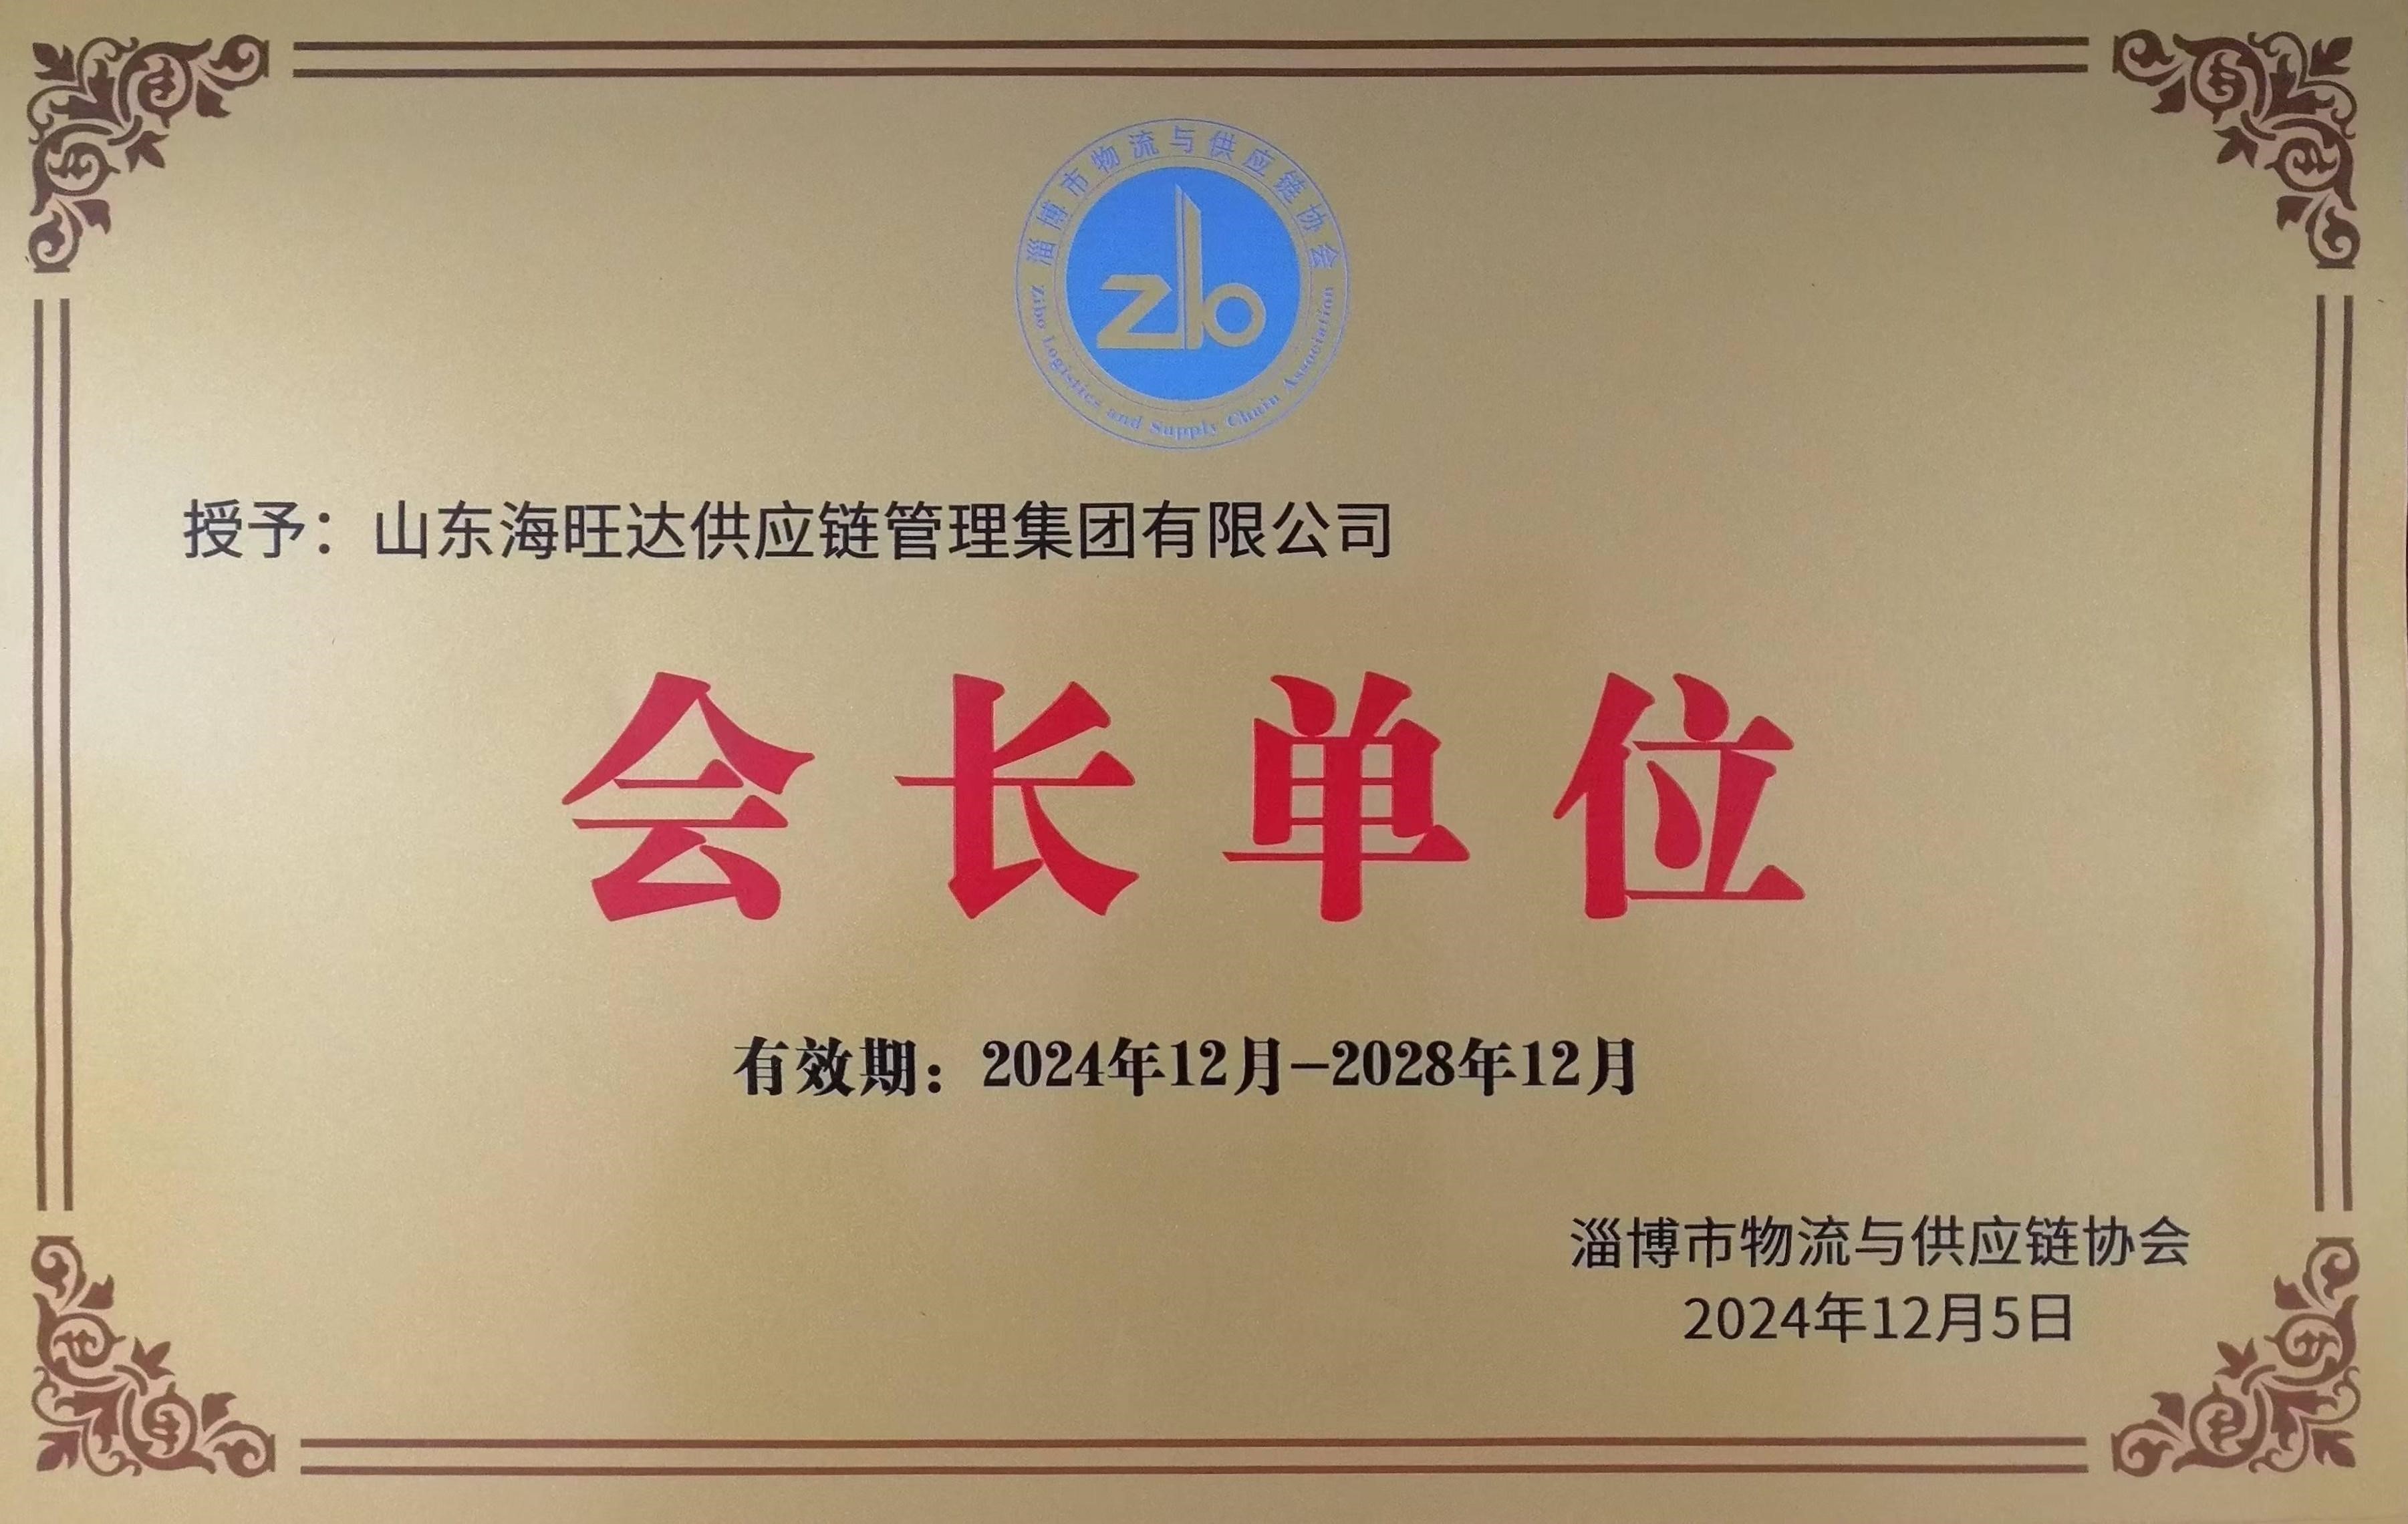 淄博市物流与供应链协会
Zibo Logistics and Supply Chain Association
zlo
授予：山东海旺达供应链管理集团有限公司
会长单位
有效期：2024年12月-2028年12月
淄博市物流与供应链协会
2024年12月5日